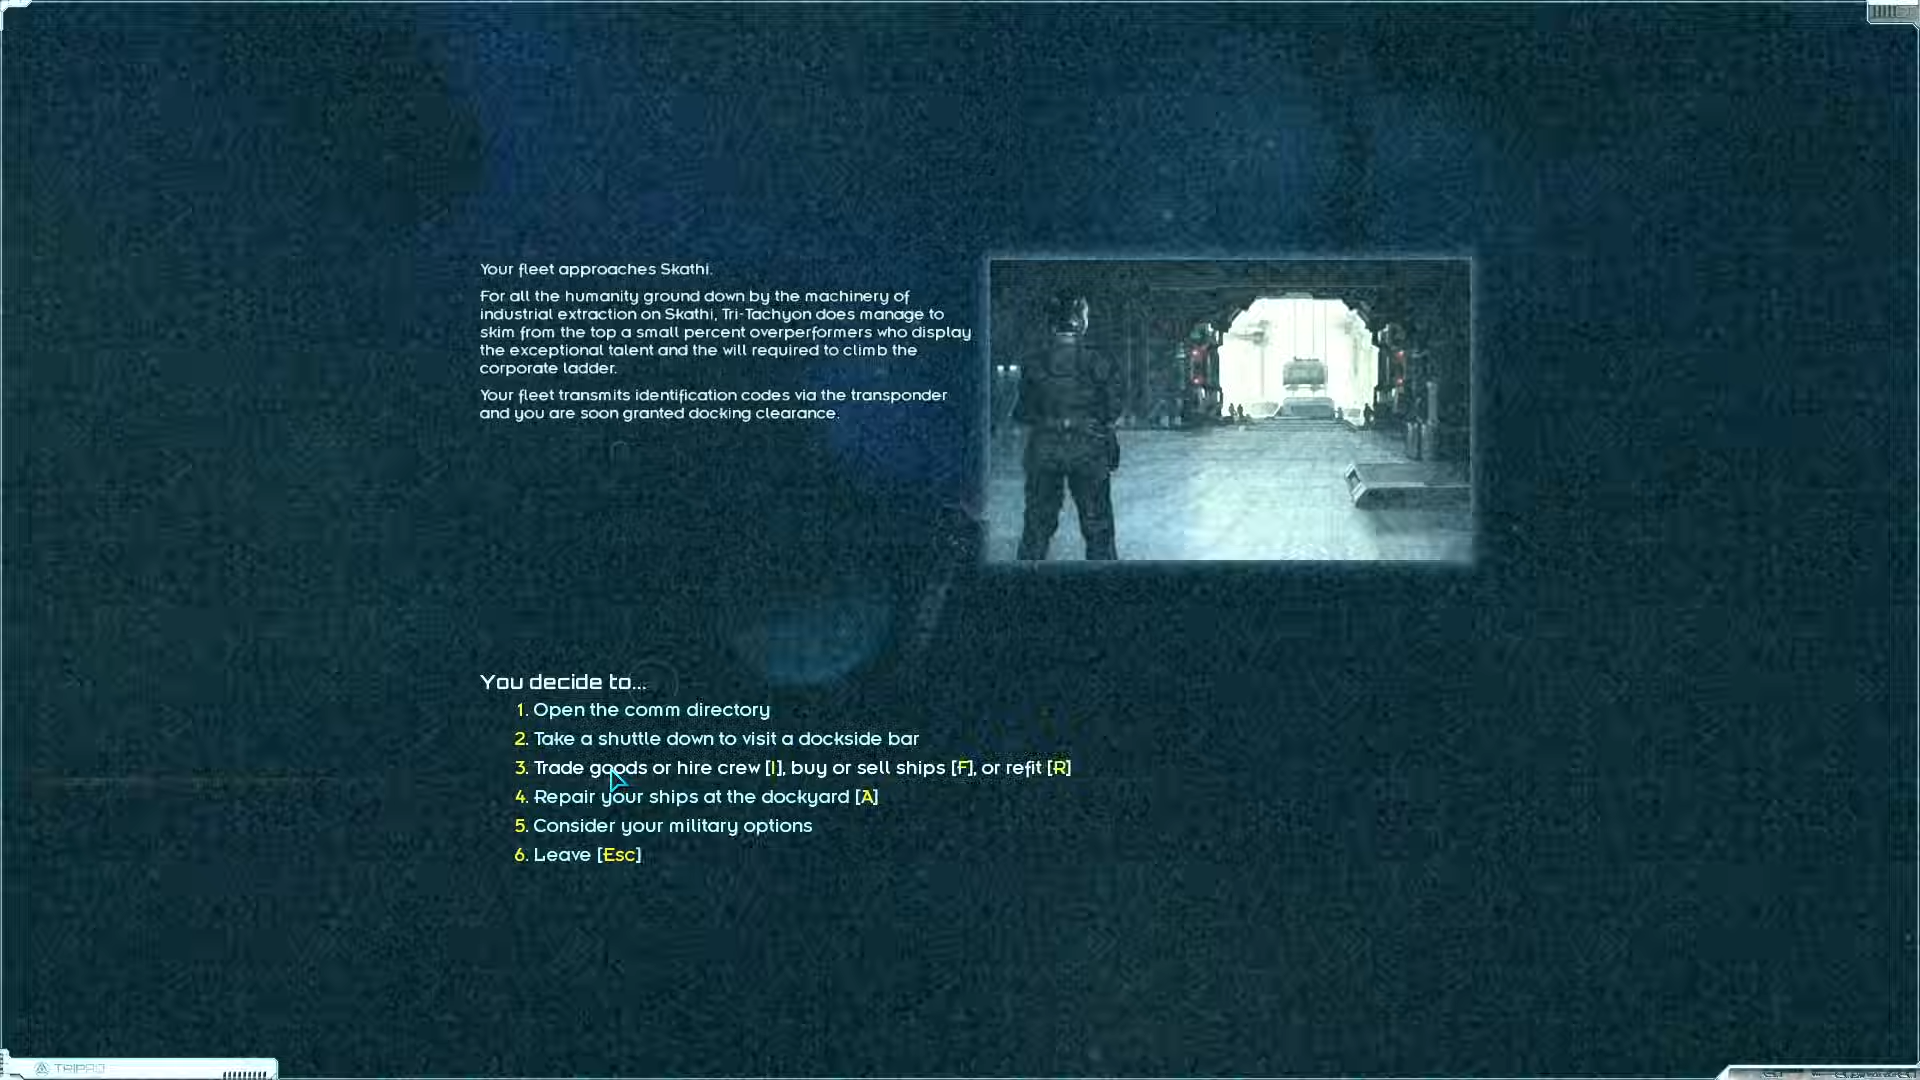 Your fleet approaches Skathi.
For all the humanity ground down by the machinery of
industrial extraction on Skathi, Tri-Tachyon does manage to
skim from the top a small percent overperformers who display
the exceptional talent and the will required to climb the
corporate ladder.
Your fleet transmits identification codes via the transponder
and you are soon granted docking clearance.
You decide to...
1. Open the comm directory
2. Take a shuttle down to visit a dockside bar
3. Trade goods or hire crew [I], buy or sell ships [F], or refit [R]
4. Repair your ships at the dockyard [A]
5. Consider your military options
6. Leave [Esc]
TRIPAD